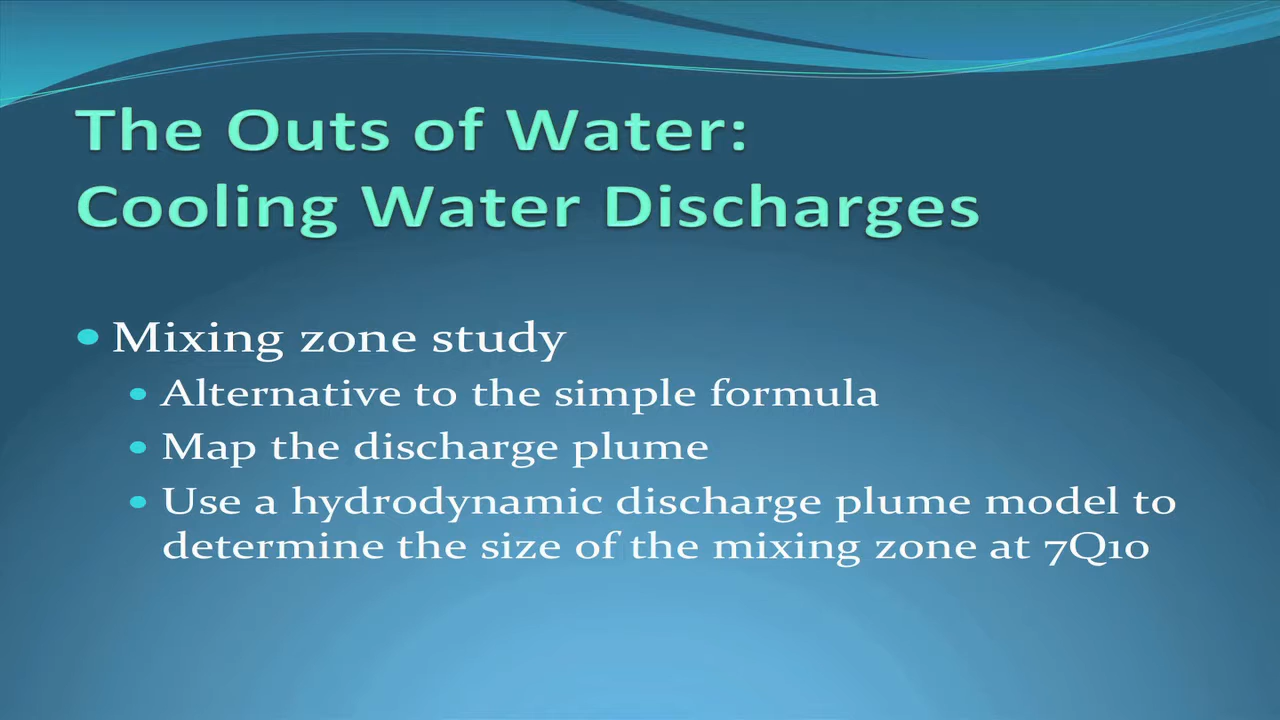 The Outs of Water:
Cooling Water Discharges
• Mixing zone study
• Alternative to the simple formula
• Map the discharge plume
• Use a hydrodynamic discharge plume model to
determine the size of the mixing zone at 7Q10